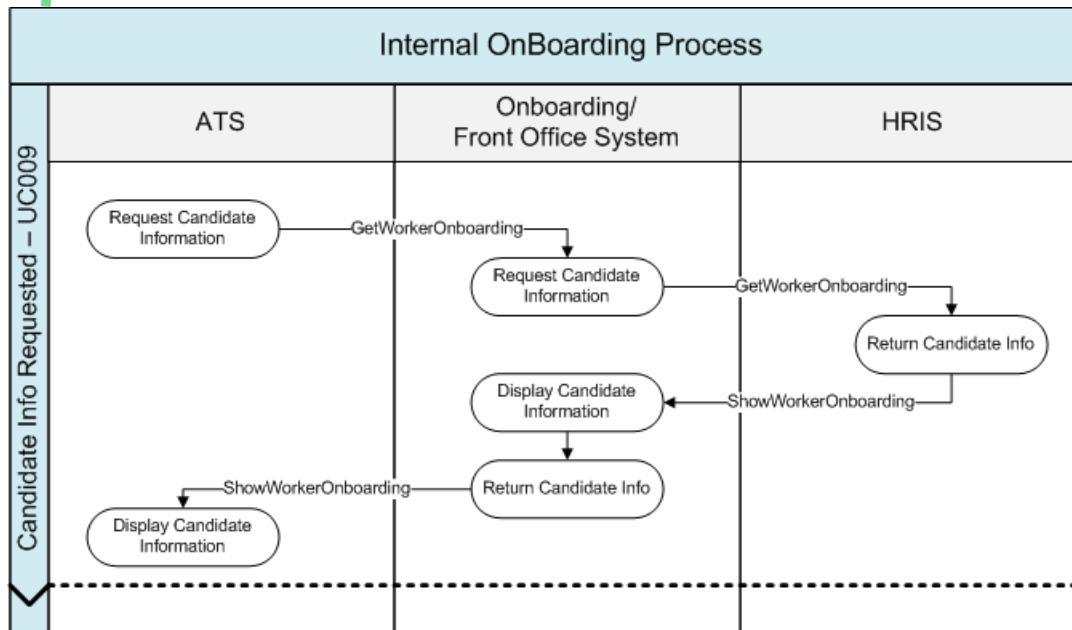 Internal OnBoarding Process
Candidate Info Requested – UC009
ATS
Onboarding/
Front Office System
HRIS
Request Candidate
Information
GetWorkerOnboarding
Request Candidate
Information
GetWorkerOnboarding
Return Candidate Info
ShowWorkerOnboarding
Display Candidate
Information
Return Candidate Info
ShowWorkerOnboarding
Display Candidate
Information